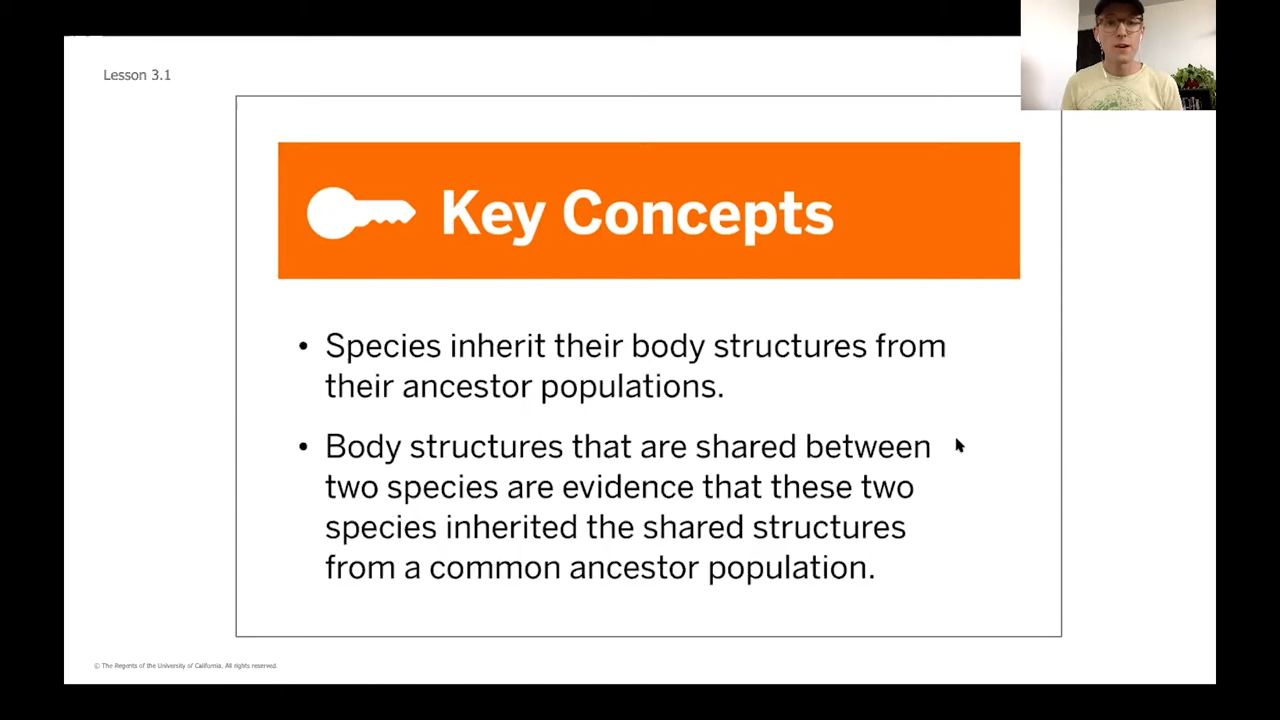 Lesson 3.1
Key Concepts
• Species inherit their body structures from
their ancestor populations.
• Body structures that are shared between
two species are evidence that these two
species inherited the shared structures
from a common ancestor population.
© The Regents of the University of California. All rights reserved.